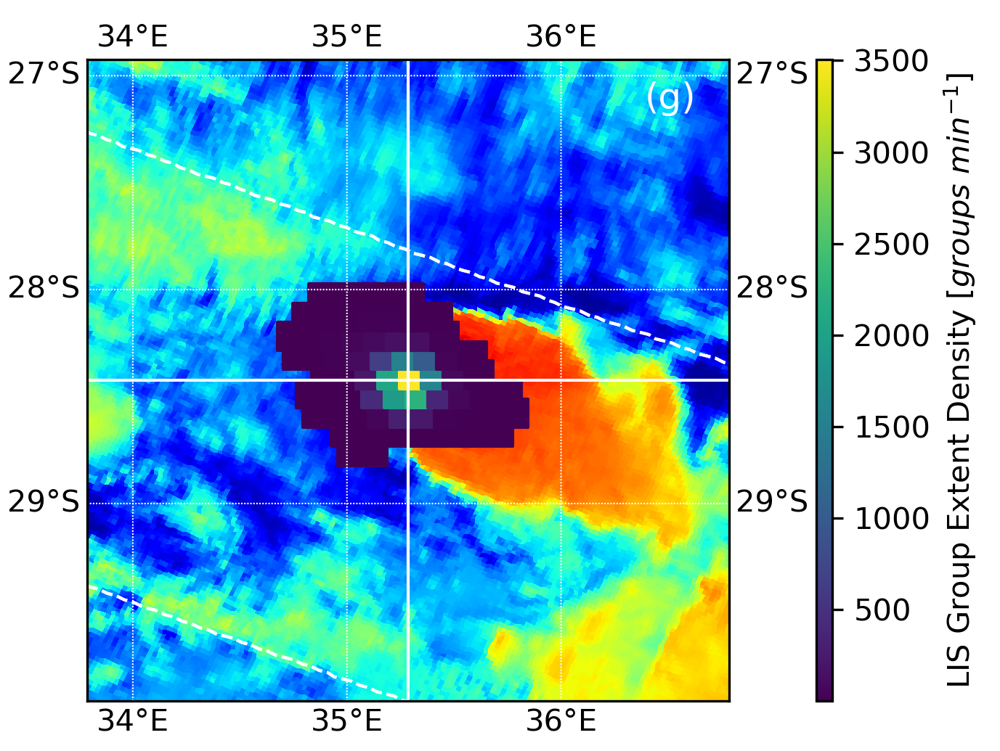 34°E 35°E 36°E
27°S 27°S
(g)
28°S 28°S
29°S 29°S
34°E 35°E 36°E
3500
3000
2500
2000
1500
1000
500
LIS Group Extent Density [groups min⁻¹]